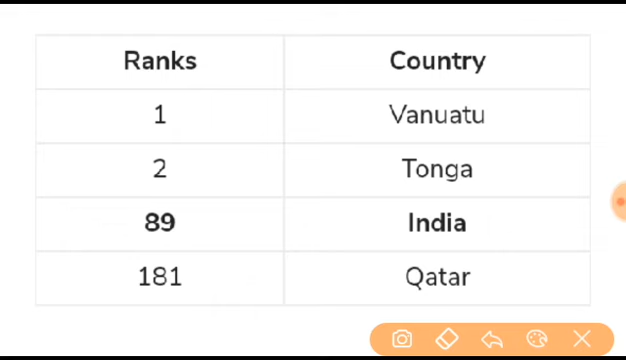 Ranks Country
1 Vanuatu
2 Tonga
89 India
181 Qatar